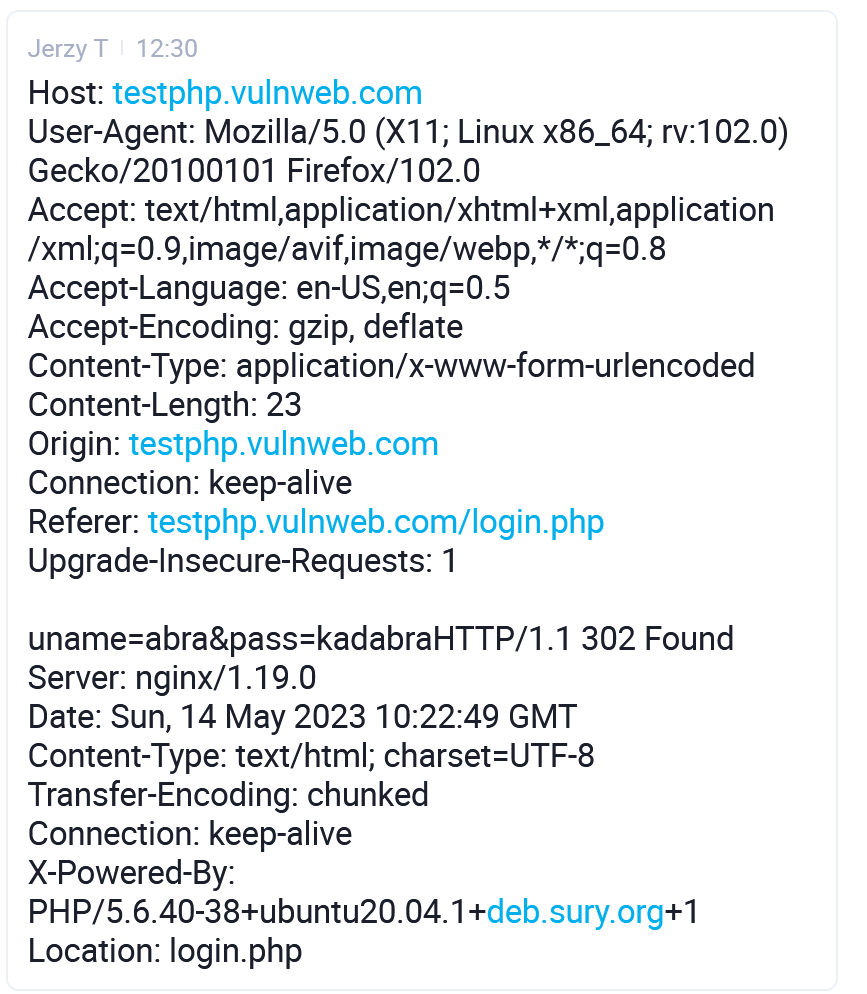 Jerzy T | 12:30
Host: testphp.vulnweb.com
User-Agent: Mozilla/5.0 (X11; Linux x86_64; rv:102.0)
Gecko/20100101 Firefox/102.0
Accept: text/html,application/xhtml+xml,application
/xml;q=0.9,image/avif,image/webp,*/*;q=0.8
Accept-Language: en-US,en;q=0.5
Accept-Encoding: gzip, deflate
Content-Type: application/x-www-form-urlencoded
Content-Length: 23
Origin: testphp.vulnweb.com
Connection: keep-alive
Referer: testphp.vulnweb.com/login.php
Upgrade-Insecure-Requests: 1

uname=abra&pass=kadabraHTTP/1.1 302 Found
Server: nginx/1.19.0
Date: Sun, 14 May 2023 10:22:49 GMT
Content-Type: text/html; charset=UTF-8
Transfer-Encoding: chunked
Connection: keep-alive
X-Powered-By:
PHP/5.6.40-38+ubuntu20.04.1+deb.sury.org+1
Location: login.php